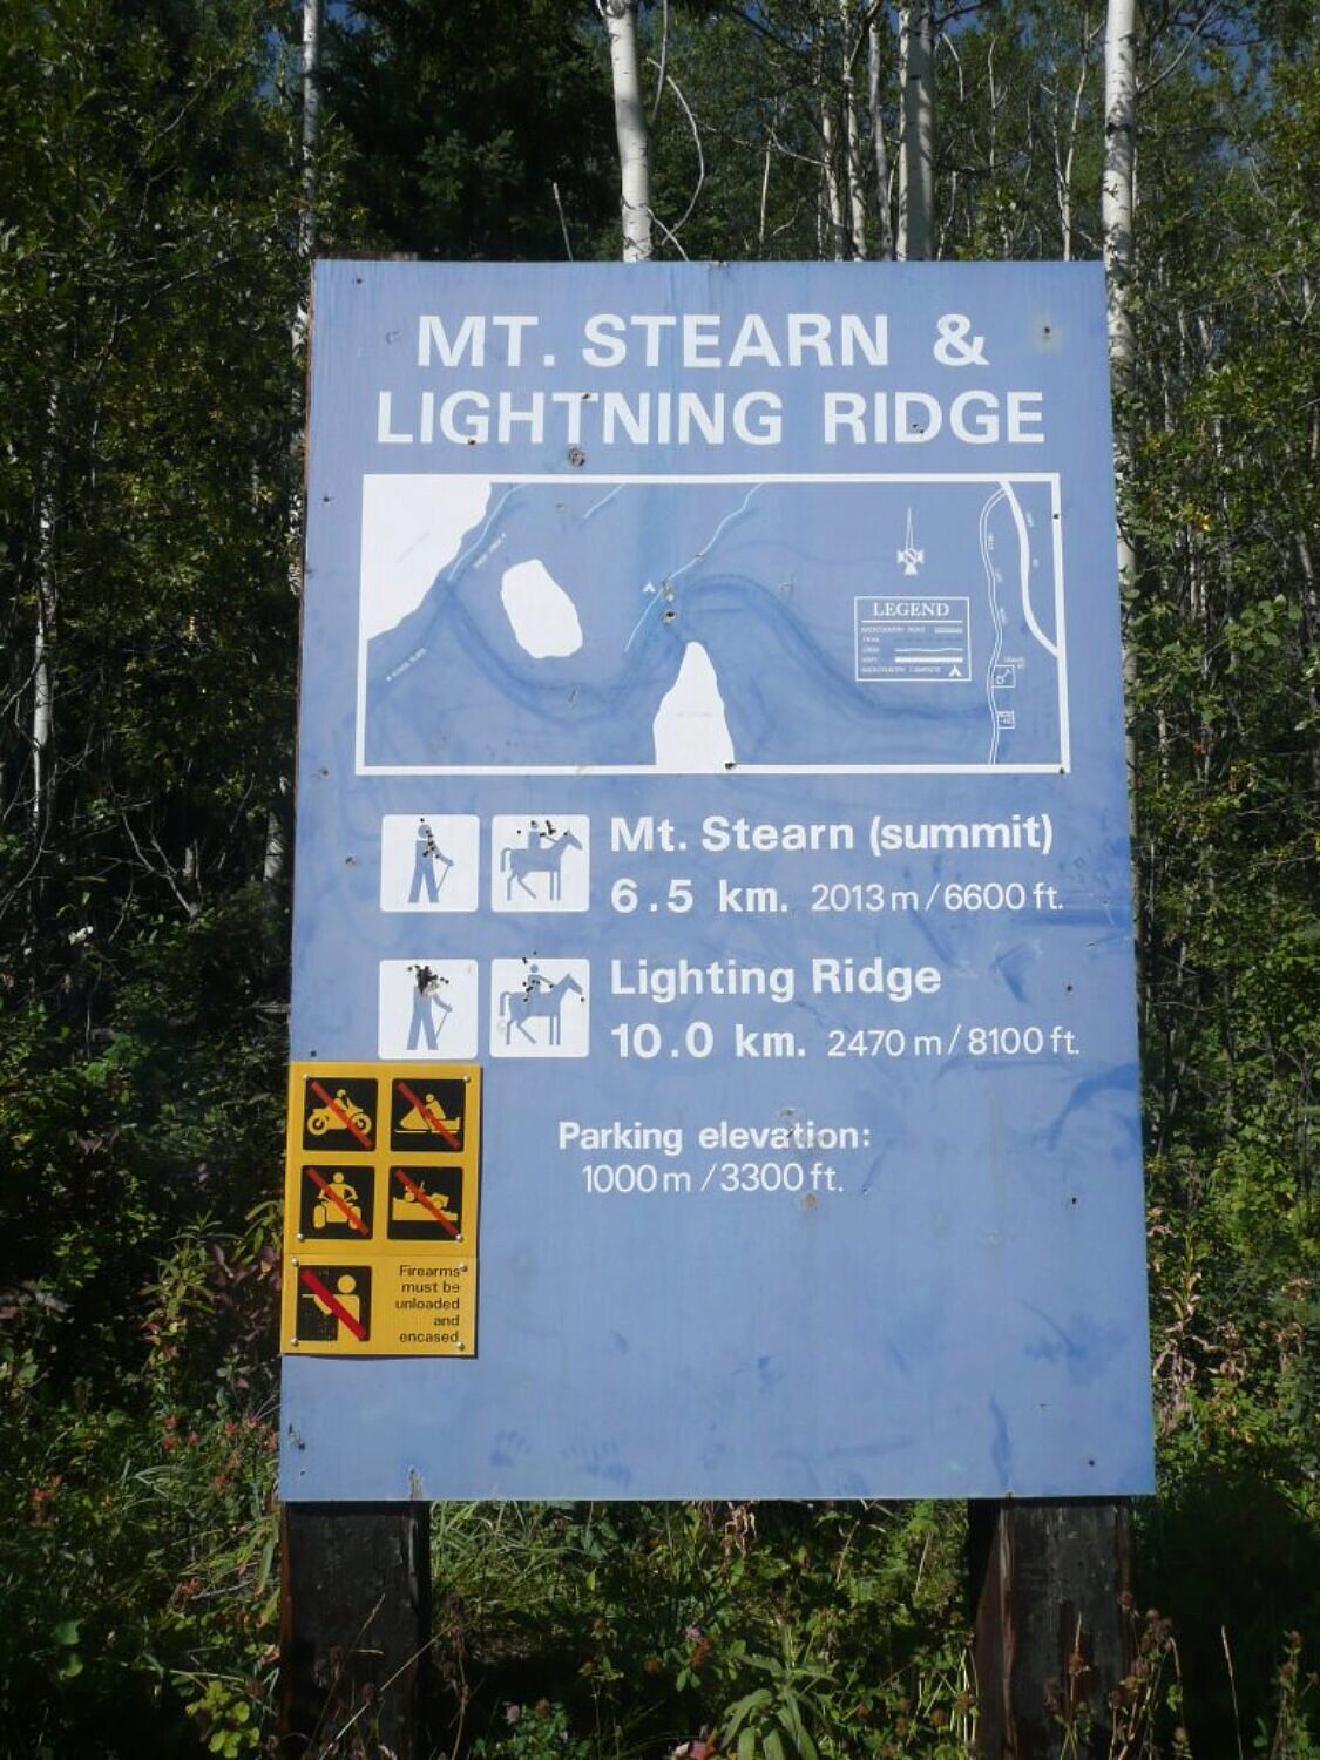 MT. STEARN &
LIGHTNING RIDGE
LEGEND
Mt. Stearn (summit)
6.5 km. 2013 m/6600 ft.
Lighting Ridge
10.0 km. 2470 m/8100 ft.
Parking elevation:
1000 m/3300 ft.
Firearms
must be
unloaded
and
encased